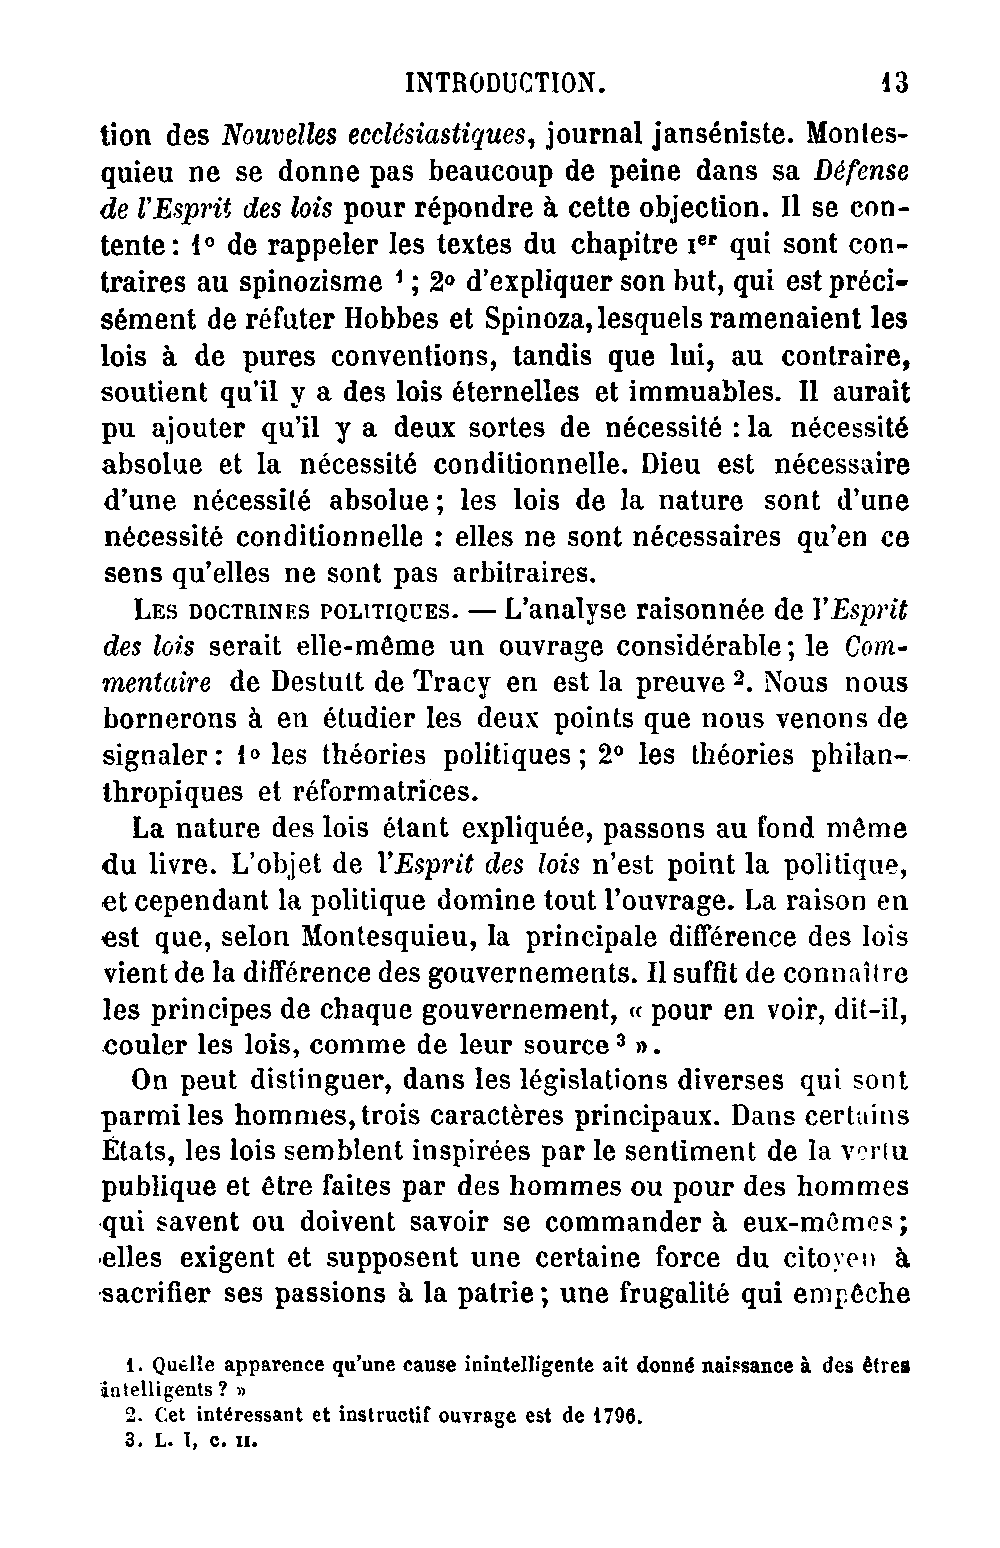 INTRODUCTION. 13
tion des Nouvelles ecclésiastiques, journal janséniste. Montes-
quieu ne se donne pas beaucoup de peine dans sa Défense
de l'Esprit des lois pour répondre à cette objection. Il se con-
tente : 1º de rappeler les textes du chapitre Ier qui sont con-
traires au spinozisme 1 ; 2º d'expliquer son but, qui est préci-
sément de réfuter Hobbes et Spinoza, lesquels ramenaient les
lois à de pures conventions, tandis que lui, au contraire,
soutient qu'il y a des lois éternelles et immuables. Il aurait
pu ajouter qu'il y a deux sortes de nécessité : la nécessité
absolue et la nécessité conditionnelle. Dieu est nécessaire
d'une nécessité absolue ; les lois de la nature sont d'une
nécessité conditionnelle : elles ne sont nécessaires qu'en ce
sens qu'elles ne sont pas arbitraires.
LES DOCTRINES POLITIQUES. — L'analyse raisonnée de l'Esprit
des lois serait elle-même un ouvrage considérable ; le Com-
mentaire de Destutt de Tracy en est la preuve 2. Nous nous
bornerons à en étudier les deux points que nous venons de
signaler : 1º les théories politiques ; 2º les théories philan-
thropiques et réformatrices.
La nature des lois étant expliquée, passons au fond même
du livre. L'objet de l'Esprit des lois n'est point la politique,
et cependant la politique domine tout l'ouvrage. La raison en
est que, selon Montesquieu, la principale différence des lois
vient de la différence des gouvernements. Il suffit de connaître
les principes de chaque gouvernement, « pour en voir, dit-il,
couler les lois, comme de leur source 3 ».
On peut distinguer, dans les législations diverses qui sont
parmi les hommes, trois caractères principaux. Dans certains
États, les lois semblent inspirées par le sentiment de la vertu
publique et être faites par des hommes ou pour des hommes
qui savent ou doivent savoir se commander à eux-mêmes ;
elles exigent et supposent une certaine force du citoyen à
sacrifier ses passions à la patrie ; une frugalité qui empêche
1. Quelle apparence qu'une cause inintelligente ait donné naissance à des êtres
intelligents ? »
2. Cet intéressant et instructif ouvrage est de 1796.
3. L. I, c. II.